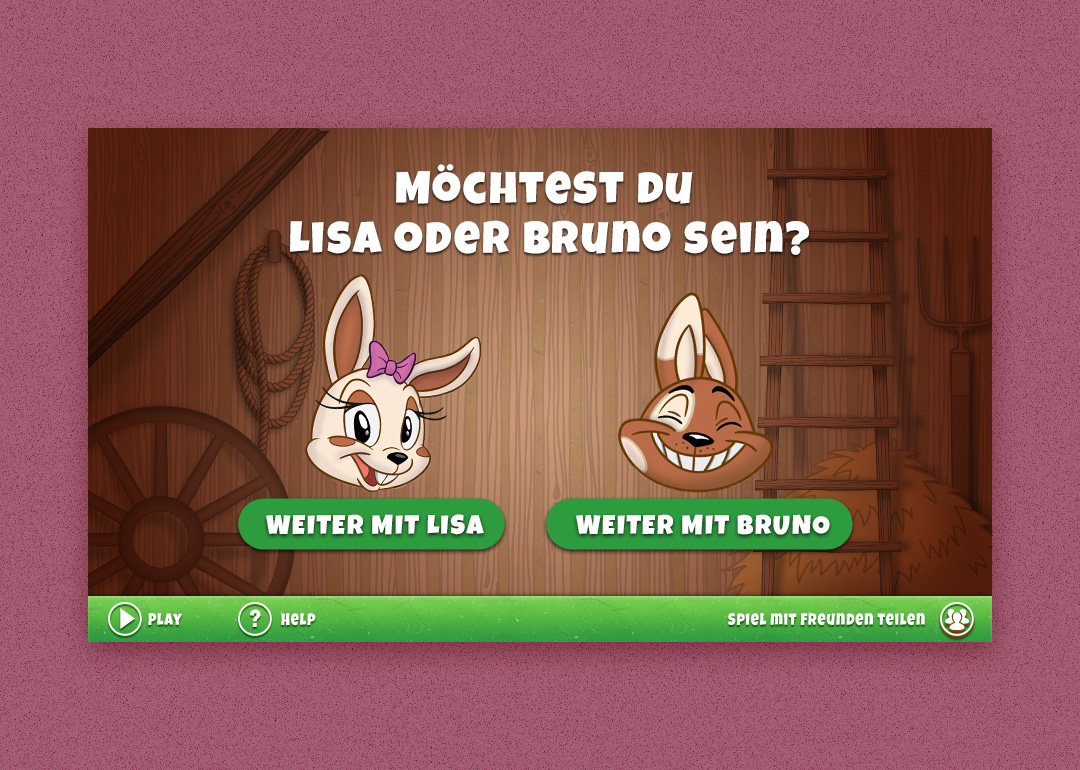 Möchtest du
Lisa oder Bruno sein?
WEITER MIT LISA
WEITER MIT BRUNO
PLAY
?
HELP
SPIEL MIT FREUNDEN TEILEN